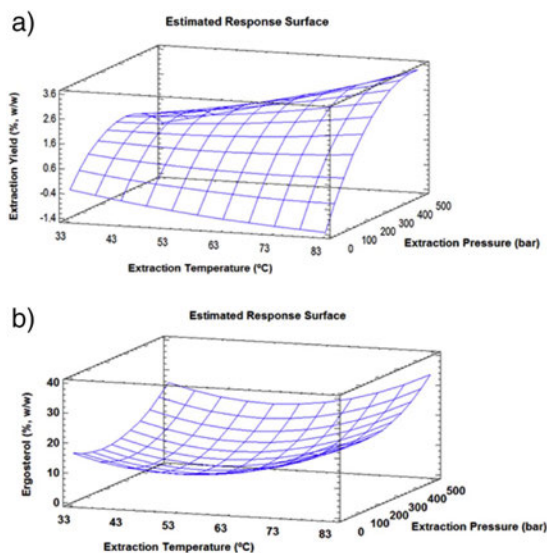 a)
Estimated Response Surface
Extraction Yield (%, w/w)
3.6
2.6
1.6
0.6
-0.4
-1.4
33 43 53 63 73 83
Extraction Temperature (ºC)
0 100 200 300 400 500
Extraction Pressure (bar)
b)
Estimated Response Surface
Ergosterol (%, w/w)
40
30
20
10
0
33 43 53 63 73 83
Extraction Temperature (ºC)
0 100 200 300 400 500
Extraction Pressure (bar)